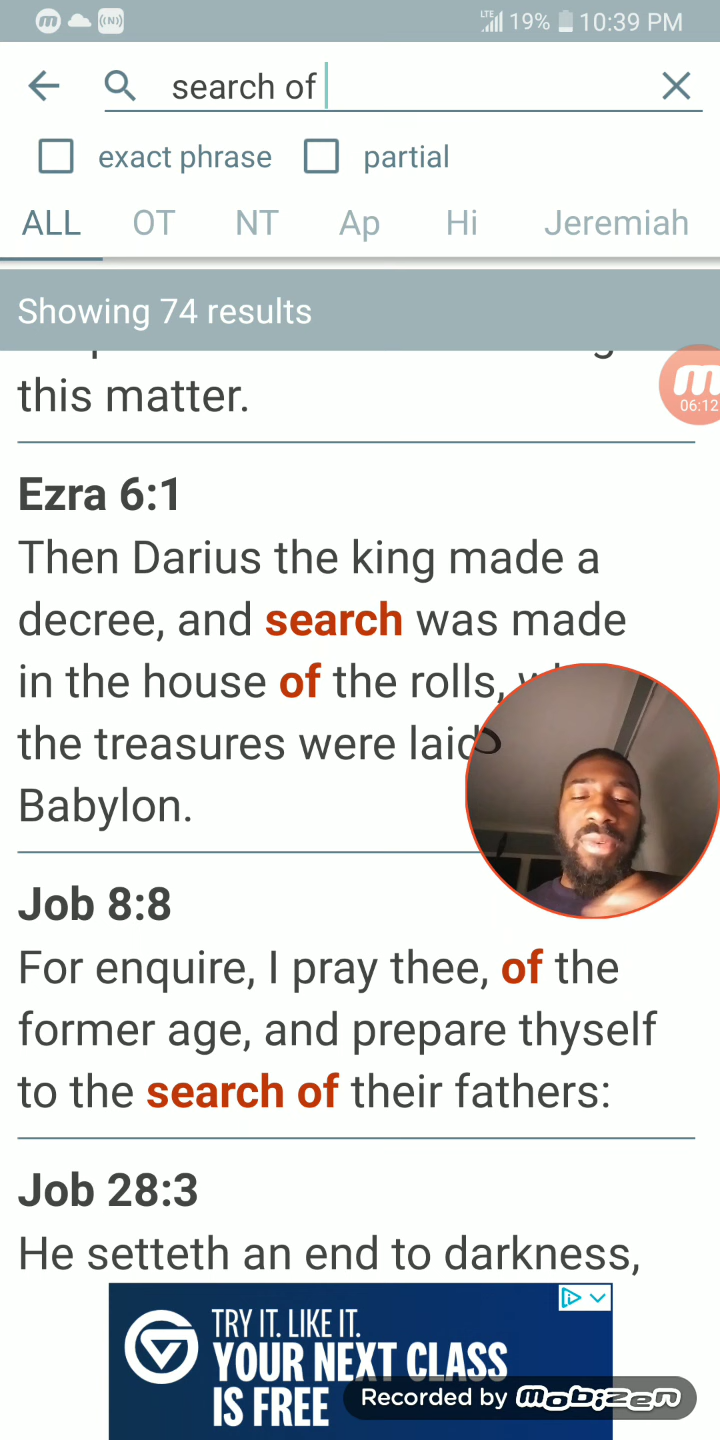 LTE 19% 10:39 PM
search of
exact phrase partial
ALL OT NT Ap Hi Jeremiah
Showing 74 results
this matter.
06:12
Ezra 6:1
Then Darius the king made a
decree, and search was made
in the house of the rolls,
the treasures were laid
Babylon.
Job 8:8
For enquire, I pray thee, of the
former age, and prepare thyself
to the search of their fathers:
Job 28:3
He setteth an end to darkness,
TRY IT. LIKE IT.
YOUR NEXT CLASS
IS FREE
Recorded by Mobizen